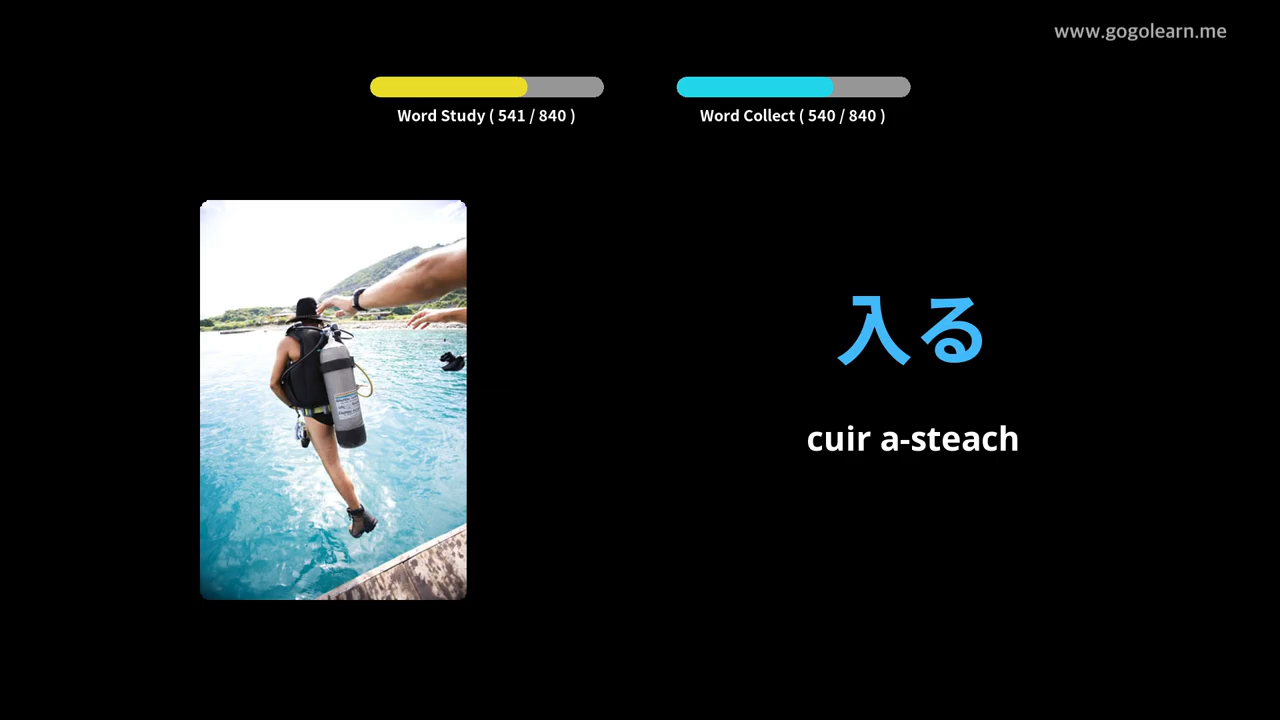 www.gogolearn.me
Word Study ( 541 / 840 )
Word Collect ( 540 / 840 )
入る
cuir a-steach